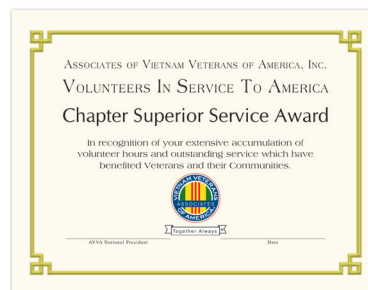 ASSOCIATES OF VIETNAM VETERANS OF AMERICA, INC.
VOLUNTEERS IN SERVICE TO AMERICA
Chapter Superior Service Award
In recognition of your extensive accumulation of
volunteer hours and outstanding service which have
benefited Veterans and their Communities.
VIETNAM VETERANS
ASSOCIATES
OF AMERICA
Together Always
AVVA National President Date